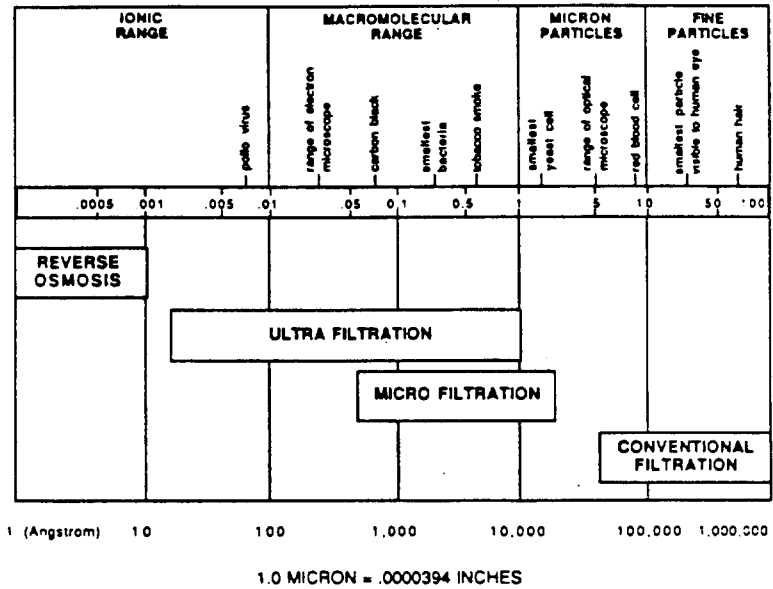 IONIC
RANGE
MACROMOLECULAR
RANGE
MICRON
PARTICLES
FINE
PARTICLES
polio virus
range of electron
microscope
carbon black
smallest
bacteria
tobacco smoke
smallest
yeast cell
range of optical
microscope
red blood cell
smallest particle
visible to human eye
human hair
.0005 .001 .005 .01 .05 0.1 0.5 1 5 10 50 100
REVERSE
OSMOSIS
ULTRA FILTRATION
MICRO FILTRATION
CONVENTIONAL
FILTRATION
1 (Angstrom) 10 100 1,000 10,000 100,000 1,000,000
1.0 MICRON = .0000394 INCHES